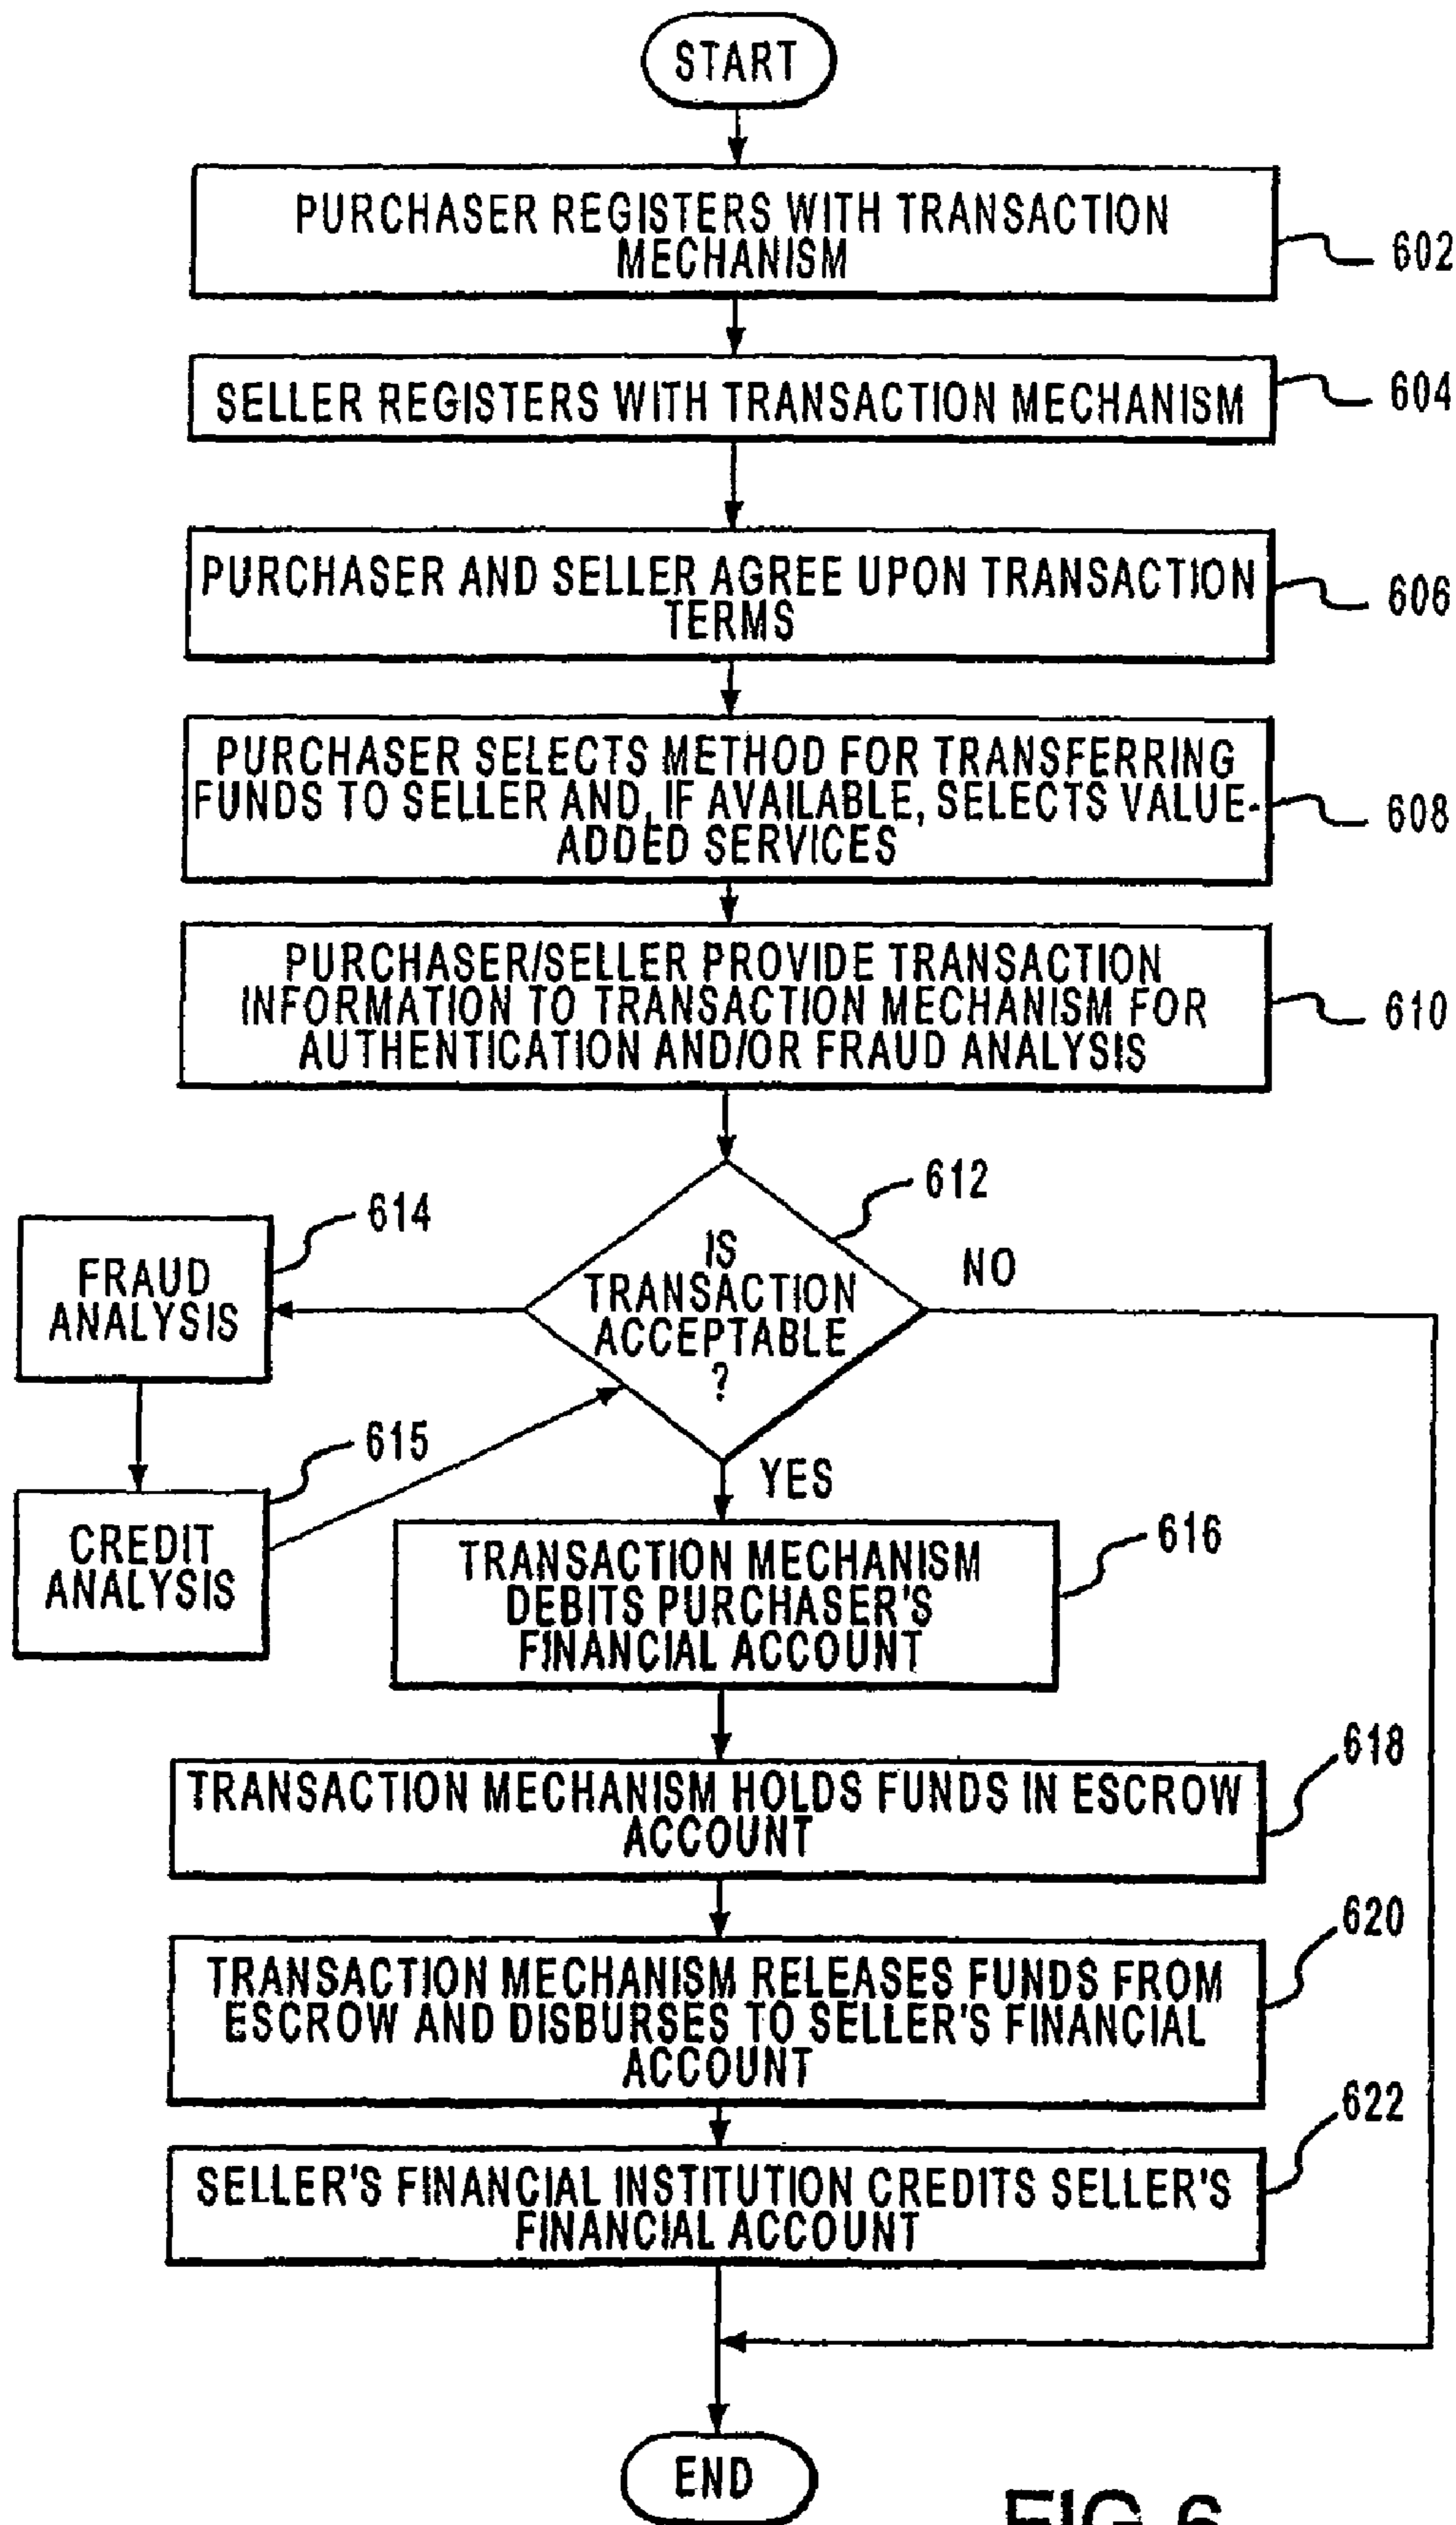 START
PURCHASER REGISTERS WITH TRANSACTION
MECHANISM
602
SELLER REGISTERS WITH TRANSACTION MECHANISM
604
PURCHASER AND SELLER AGREE UPON TRANSACTION
TERMS
606
PURCHASER SELECTS METHOD FOR TRANSFERRING
FUNDS TO SELLER AND, IF AVAILABLE, SELECTS VALUE-
ADDED SERVICES
608
PURCHASER/SELLER PROVIDE TRANSACTION
INFORMATION TO TRANSACTION MECHANISM FOR
AUTHENTICATION AND/OR FRAUD ANALYSIS
610
612
IS
TRANSACTION
ACCEPTABLE
?
NO
614
FRAUD
ANALYSIS
615
CREDIT
ANALYSIS
YES
616
TRANSACTION MECHANISM
DEBITS PURCHASER'S
FINANCIAL ACCOUNT
618
TRANSACTION MECHANISM HOLDS FUNDS IN ESCROW
ACCOUNT
620
TRANSACTION MECHANISM RELEASES FUNDS FROM
ESCROW AND DISBURSES TO SELLER'S FINANCIAL
ACCOUNT
622
SELLER'S FINANCIAL INSTITUTION CREDITS SELLER'S
FINANCIAL ACCOUNT
END
FIG. 6